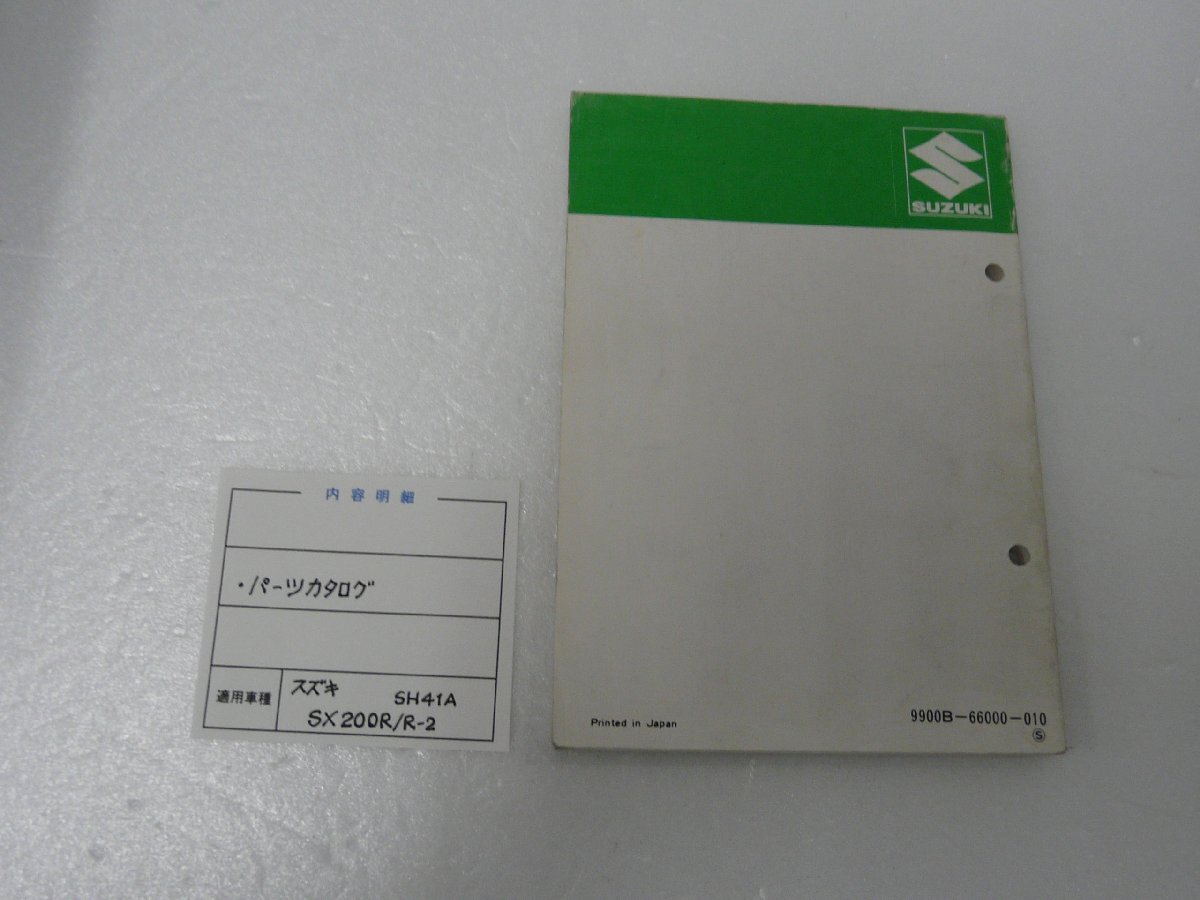 内容明細
・パーツカタログ
適用車種
スズキ SH41A
SX200R/R-2
SUZUKI
Printed in Japan
9900B-66000-010
Ⓢ